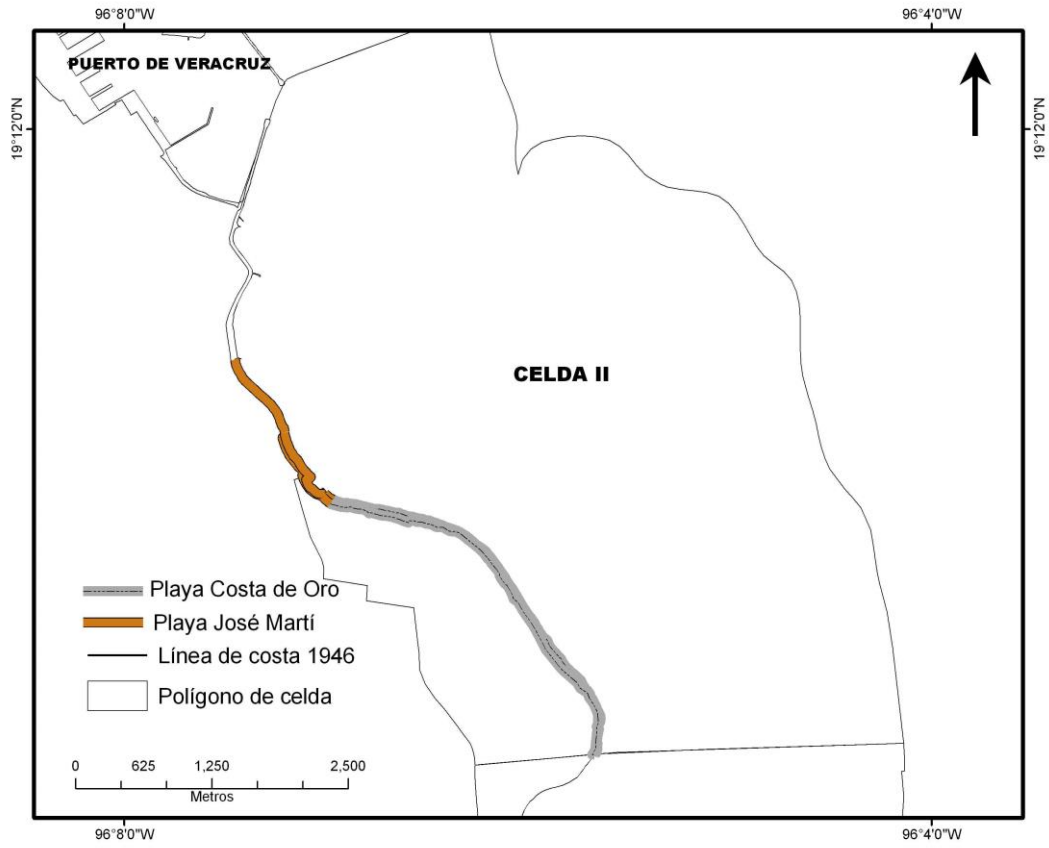 96°8'0"W
96°4'0"W
PUERTO DE VERACRUZ
19°12'0"N
19°12'0"N
CELDA II
Playa Costa de Oro
Playa José Martí
Línea de costa 1946
Polígono de celda
0 625 1,250 2,500
Metros
96°8'0"W
96°4'0"W